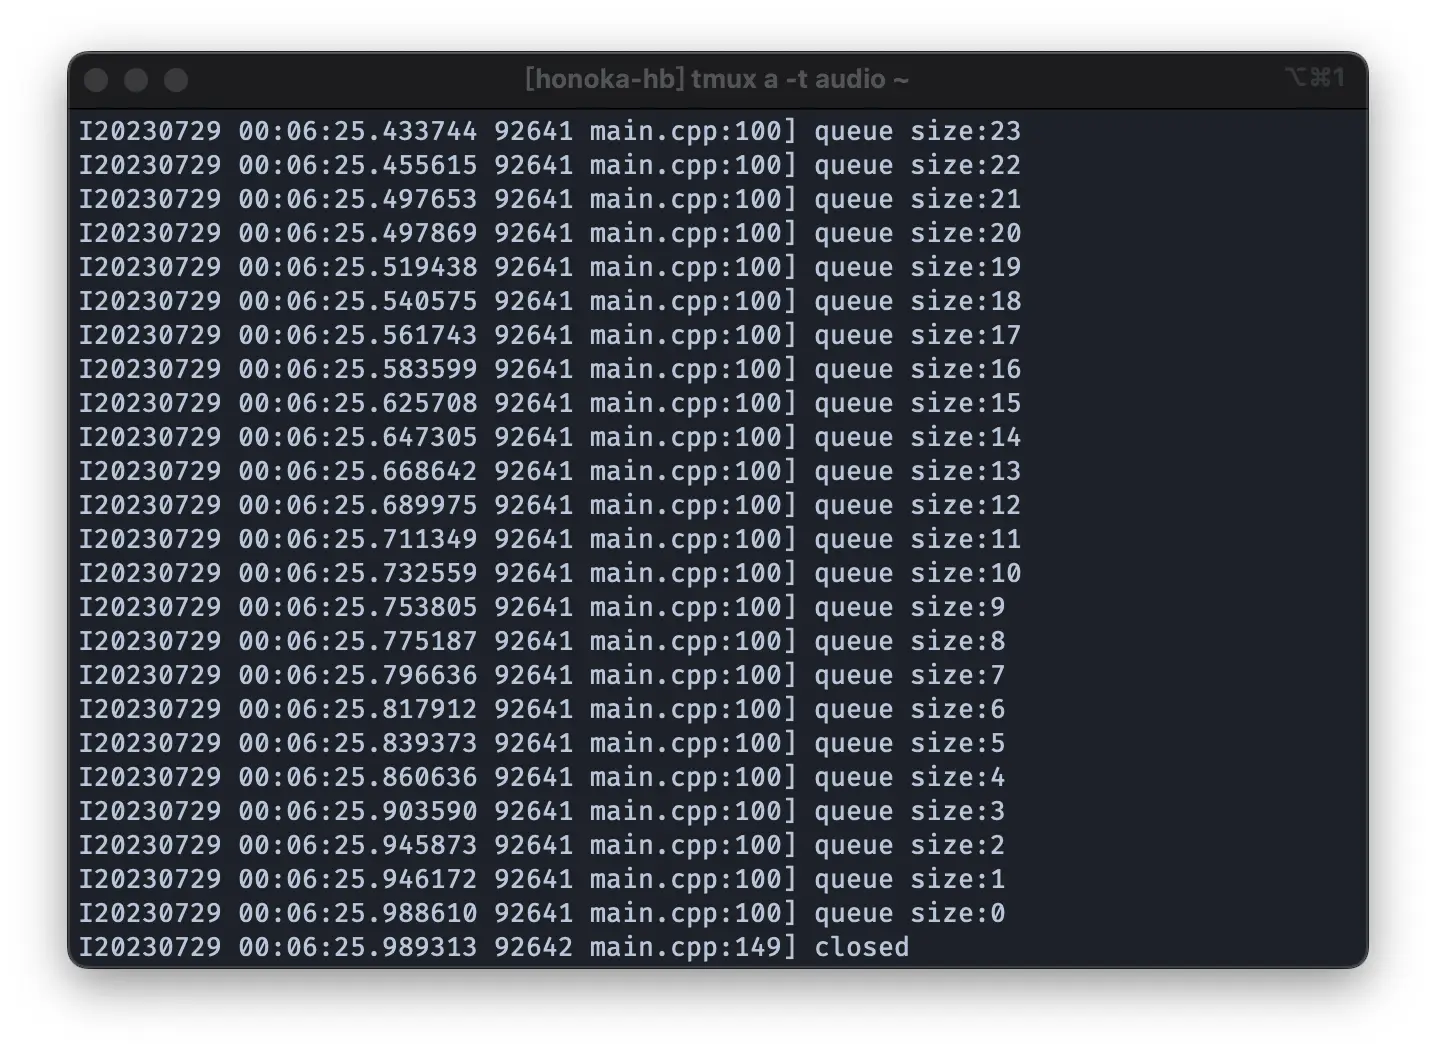 [honoka-hb] tmux a -t audio ~ ⌥⌘1
I20230729 00:06:25.433744 92641 main.cpp:100] queue size:23
I20230729 00:06:25.455615 92641 main.cpp:100] queue size:22
I20230729 00:06:25.497653 92641 main.cpp:100] queue size:21
I20230729 00:06:25.497869 92641 main.cpp:100] queue size:20
I20230729 00:06:25.519438 92641 main.cpp:100] queue size:19
I20230729 00:06:25.540575 92641 main.cpp:100] queue size:18
I20230729 00:06:25.561743 92641 main.cpp:100] queue size:17
I20230729 00:06:25.583599 92641 main.cpp:100] queue size:16
I20230729 00:06:25.625708 92641 main.cpp:100] queue size:15
I20230729 00:06:25.647305 92641 main.cpp:100] queue size:14
I20230729 00:06:25.668642 92641 main.cpp:100] queue size:13
I20230729 00:06:25.689975 92641 main.cpp:100] queue size:12
I20230729 00:06:25.711349 92641 main.cpp:100] queue size:11
I20230729 00:06:25.732559 92641 main.cpp:100] queue size:10
I20230729 00:06:25.753805 92641 main.cpp:100] queue size:9
I20230729 00:06:25.775187 92641 main.cpp:100] queue size:8
I20230729 00:06:25.796636 92641 main.cpp:100] queue size:7
I20230729 00:06:25.817912 92641 main.cpp:100] queue size:6
I20230729 00:06:25.839373 92641 main.cpp:100] queue size:5
I20230729 00:06:25.860636 92641 main.cpp:100] queue size:4
I20230729 00:06:25.903590 92641 main.cpp:100] queue size:3
I20230729 00:06:25.945873 92641 main.cpp:100] queue size:2
I20230729 00:06:25.946172 92641 main.cpp:100] queue size:1
I20230729 00:06:25.988610 92641 main.cpp:100] queue size:0
I20230729 00:06:25.989313 92642 main.cpp:149] closed